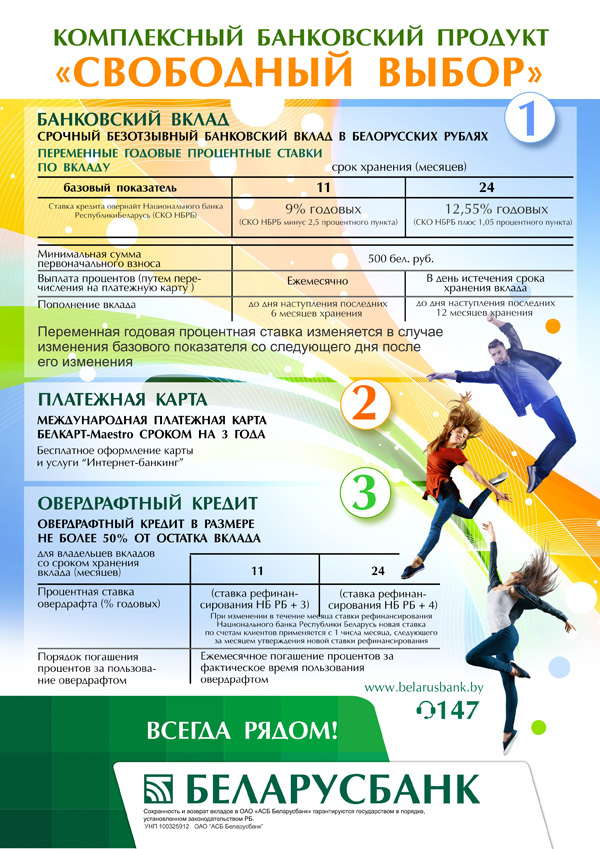 КОМПЛЕКСНЫЙ БАНКОВСКИЙ ПРОДУКТ
«СВОБОДНЫЙ ВЫБОР»
1
БАНКОВСКИЙ ВКЛАД
СРОЧНЫЙ БЕЗОТЗЫВНЫЙ БАНКОВСКИЙ ВКЛАД В БЕЛОРУССКИХ РУБЛЯХ
ПЕРЕМЕННЫЕ ГОДОВЫЕ ПРОЦЕНТНЫЕ СТАВКИ
ПО ВКЛАДУ срок хранения (месяцев)
базовый показатель 11 24
Ставка кредита овернайт Национального банка 9% годовых 12,55% годовых
РеспубликиБеларусь (СКО НБРБ) (СКО НБРБ минус 2,5 процентного пункта) (СКО НБРБ плюс 1,05 процентного пункта)
Минимальная сумма
первоначального взноса 500 бел. руб.
Выплата процентов (путем пере- Ежемесячно В день истечения срока
числения на платежную карту ) хранения вклада
Пополнение вклада до дня наступления последних до дня наступления последних
6 месяцев хранения 12 месяцев хранения
Переменная годовая процентная ставка изменяется в случае
изменения базового показателя со следующего дня после
его изменения
2
ПЛАТЕЖНАЯ КАРТА
МЕЖДУНАРОДНАЯ ПЛАТЕЖНАЯ КАРТА
БЕЛКАРТ-Maestro СРОКОМ НА 3 ГОДА
Бесплатное оформление карты
и услуги “Интернет-банкинг”
3
ОВЕРДРАФТНЫЙ КРЕДИТ
ОВЕРДРАФТНЫЙ КРЕДИТ В РАЗМЕРЕ
НЕ БОЛЕЕ 50% ОТ ОСТАТКА ВКЛАДА
для владельцев вкладов
со сроком хранения
вклада (месяцев) 11 24
Процентная ставка (ставка рефинан- (ставка рефинан-
овердрафта (% годовых) сирования НБ РБ + 3) сирования НБ РБ + 4)
При изменении в течение месяца ставки рефинансирования
Национального банка Республики Беларусь новая ставка
по счетам клиентов применяется с 1 числа месяца, следующего
за месяцем утверждения новой ставки рефинансирования
Порядок погашения Ежемесячное погашение процентов за
процентов за пользова- фактическое время пользования
ние овердрафтом овердрафтом
www.belarusbank.by
147
ВСЕГДА РЯДОМ!
БЕЛАРУСБАНК
Сохранность и возврат вкладов в ОАО «АСБ Беларусбанк» гарантируются государством в порядке,
установленном законодательством РБ.
УНП 100325912 ОАО "АСБ Беларусбанк"